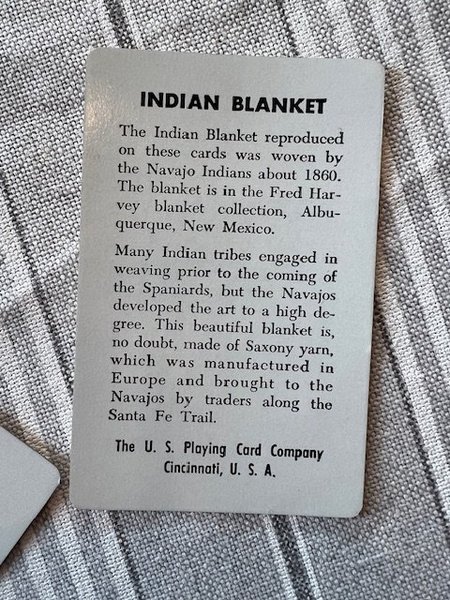 INDIAN BLANKET
The Indian Blanket reproduced
on these cards was woven by
the Navajo Indians about 1860.
The blanket is in the Fred Har-
vey blanket collection, Albu-
querque, New Mexico.
Many Indian tribes engaged in
weaving prior to the coming of
the Spaniards, but the Navajos
developed the art to a high de-
gree. This beautiful blanket is,
no doubt, made of Saxony yarn,
which was manufactured in
Europe and brought to the
Navajos by traders along the
Santa Fe Trail.
The U. S. Playing Card Company
Cincinnati, U. S. A.